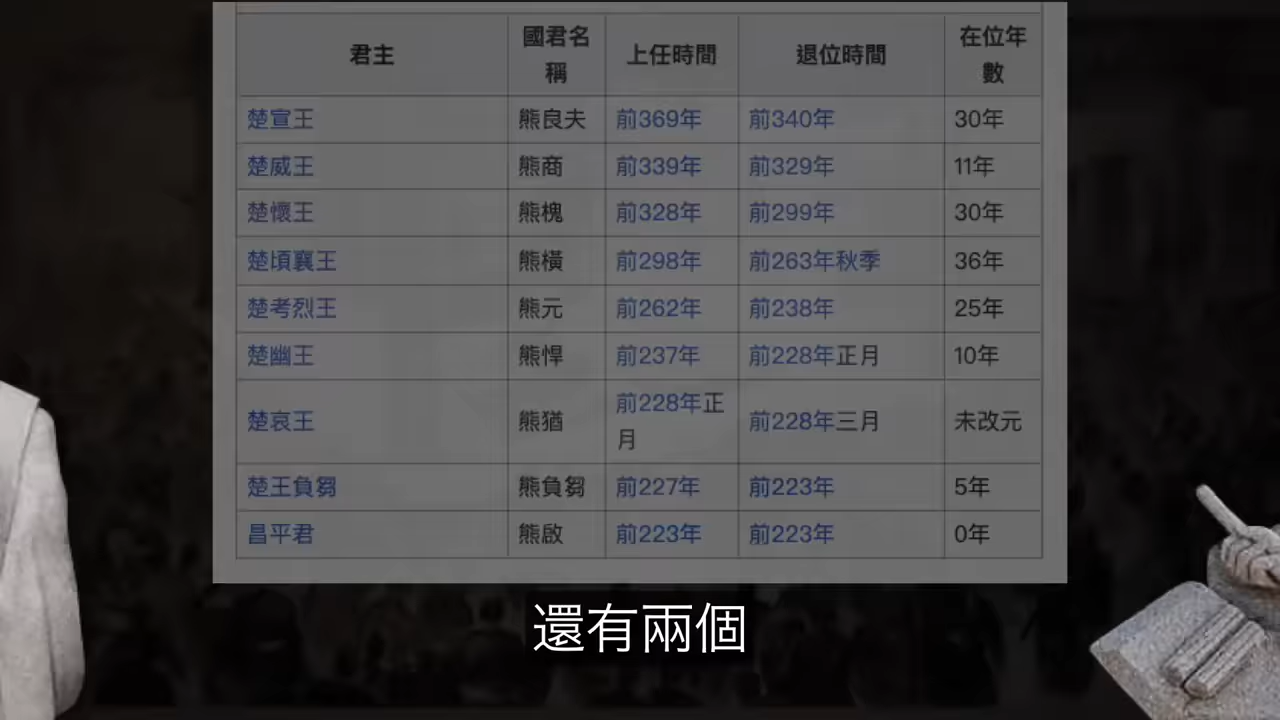 君主 國君名稱 上任時間 退位時間 在位年數
楚宣王 熊良夫 前369年 前340年 30年
楚威王 熊商 前339年 前329年 11年
楚懷王 熊槐 前328年 前299年 30年
楚頃襄王 熊橫 前298年 前263年秋季 36年
楚考烈王 熊元 前262年 前238年 25年
楚幽王 熊悍 前237年 前228年正月 10年
楚哀王 熊猶 前228年正月 前228年三月 未改元
楚王負芻 熊負芻 前227年 前223年 5年
昌平君 熊啟 前223年 前223年 0年
還有兩個